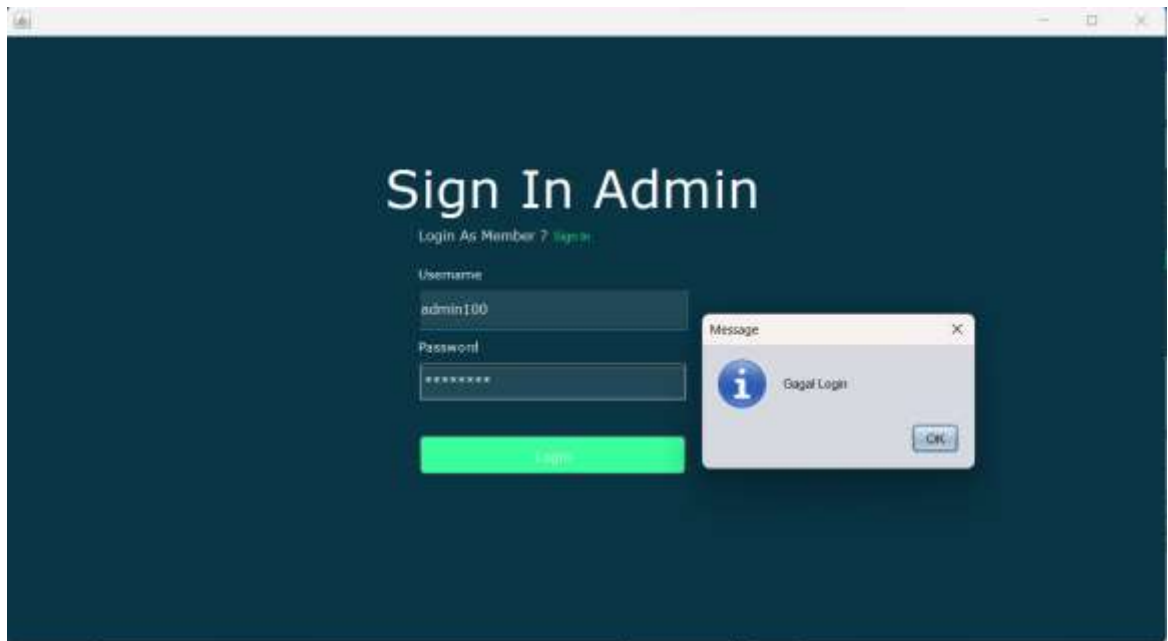 Sign In Admin
Login As Member ? Sign In
Username
admin100
Password
********
Login
Message
Gagal Login
OK